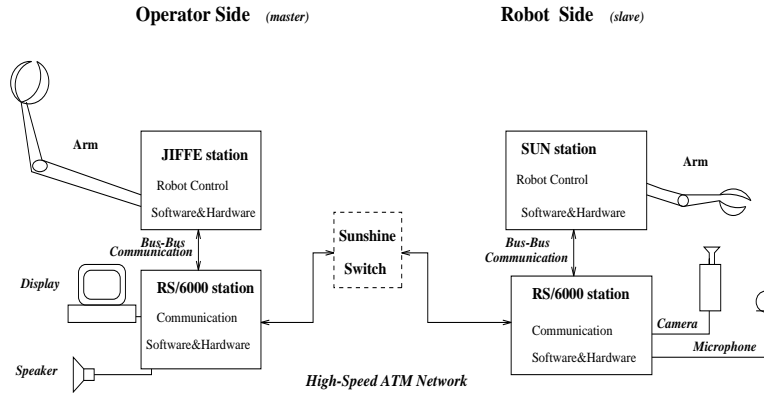 Operator Side (master)
Robot Side (slave)
Arm
JIFFE station
Robot Control
Software&Hardware
SUN station
Robot Control
Software&Hardware
Arm
Bus-Bus
Communication
Sunshine
Switch
Bus-Bus
Communication
Display
RS/6000 station
Communication
Software&Hardware
Speaker
RS/6000 station
Communication
Software&Hardware
Camera
Microphone
High-Speed ATM Network